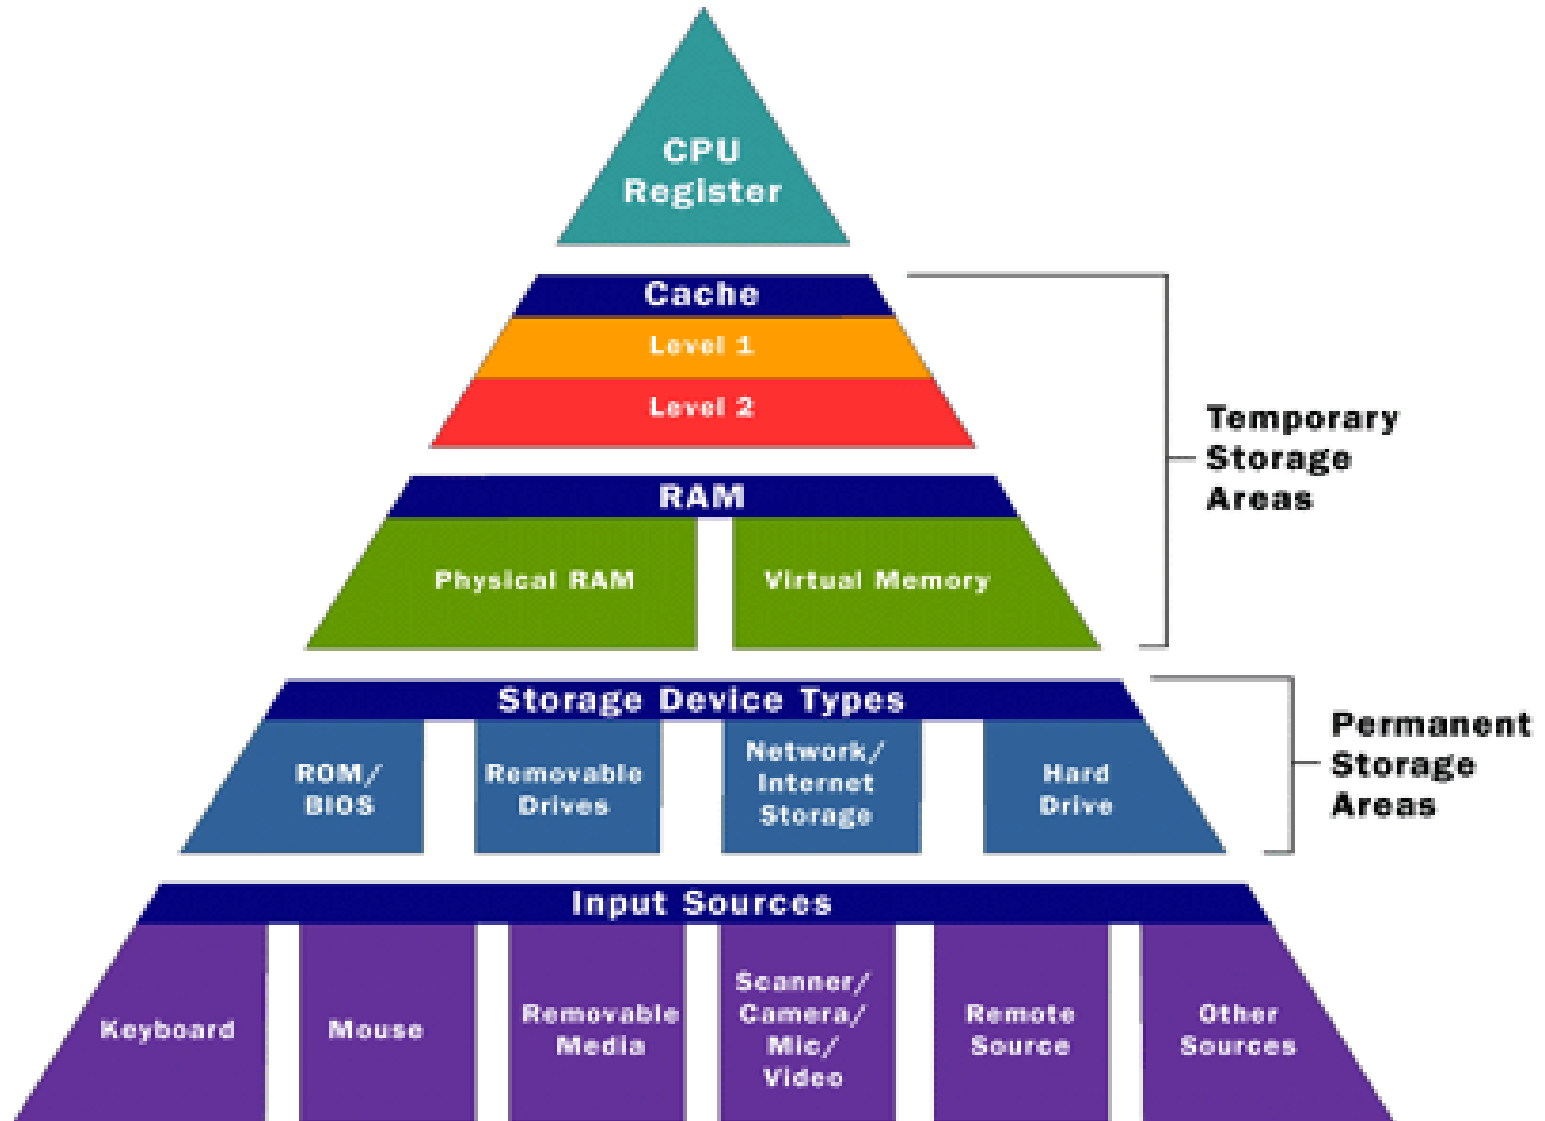 CPU
Register
Cache
Level 1
Level 2
Temporary
Storage
Areas
RAM
Physical RAM
Virtual Memory
Storage Device Types
ROM/
BIOS
Removable
Drives
Network/
Internet
Storage
Hard
Drive
Permanent
Storage
Areas
Input Sources
Keyboard
Mouse
Removable
Media
Scanner/
Camera/
Mic/
Video
Remote
Source
Other
Sources